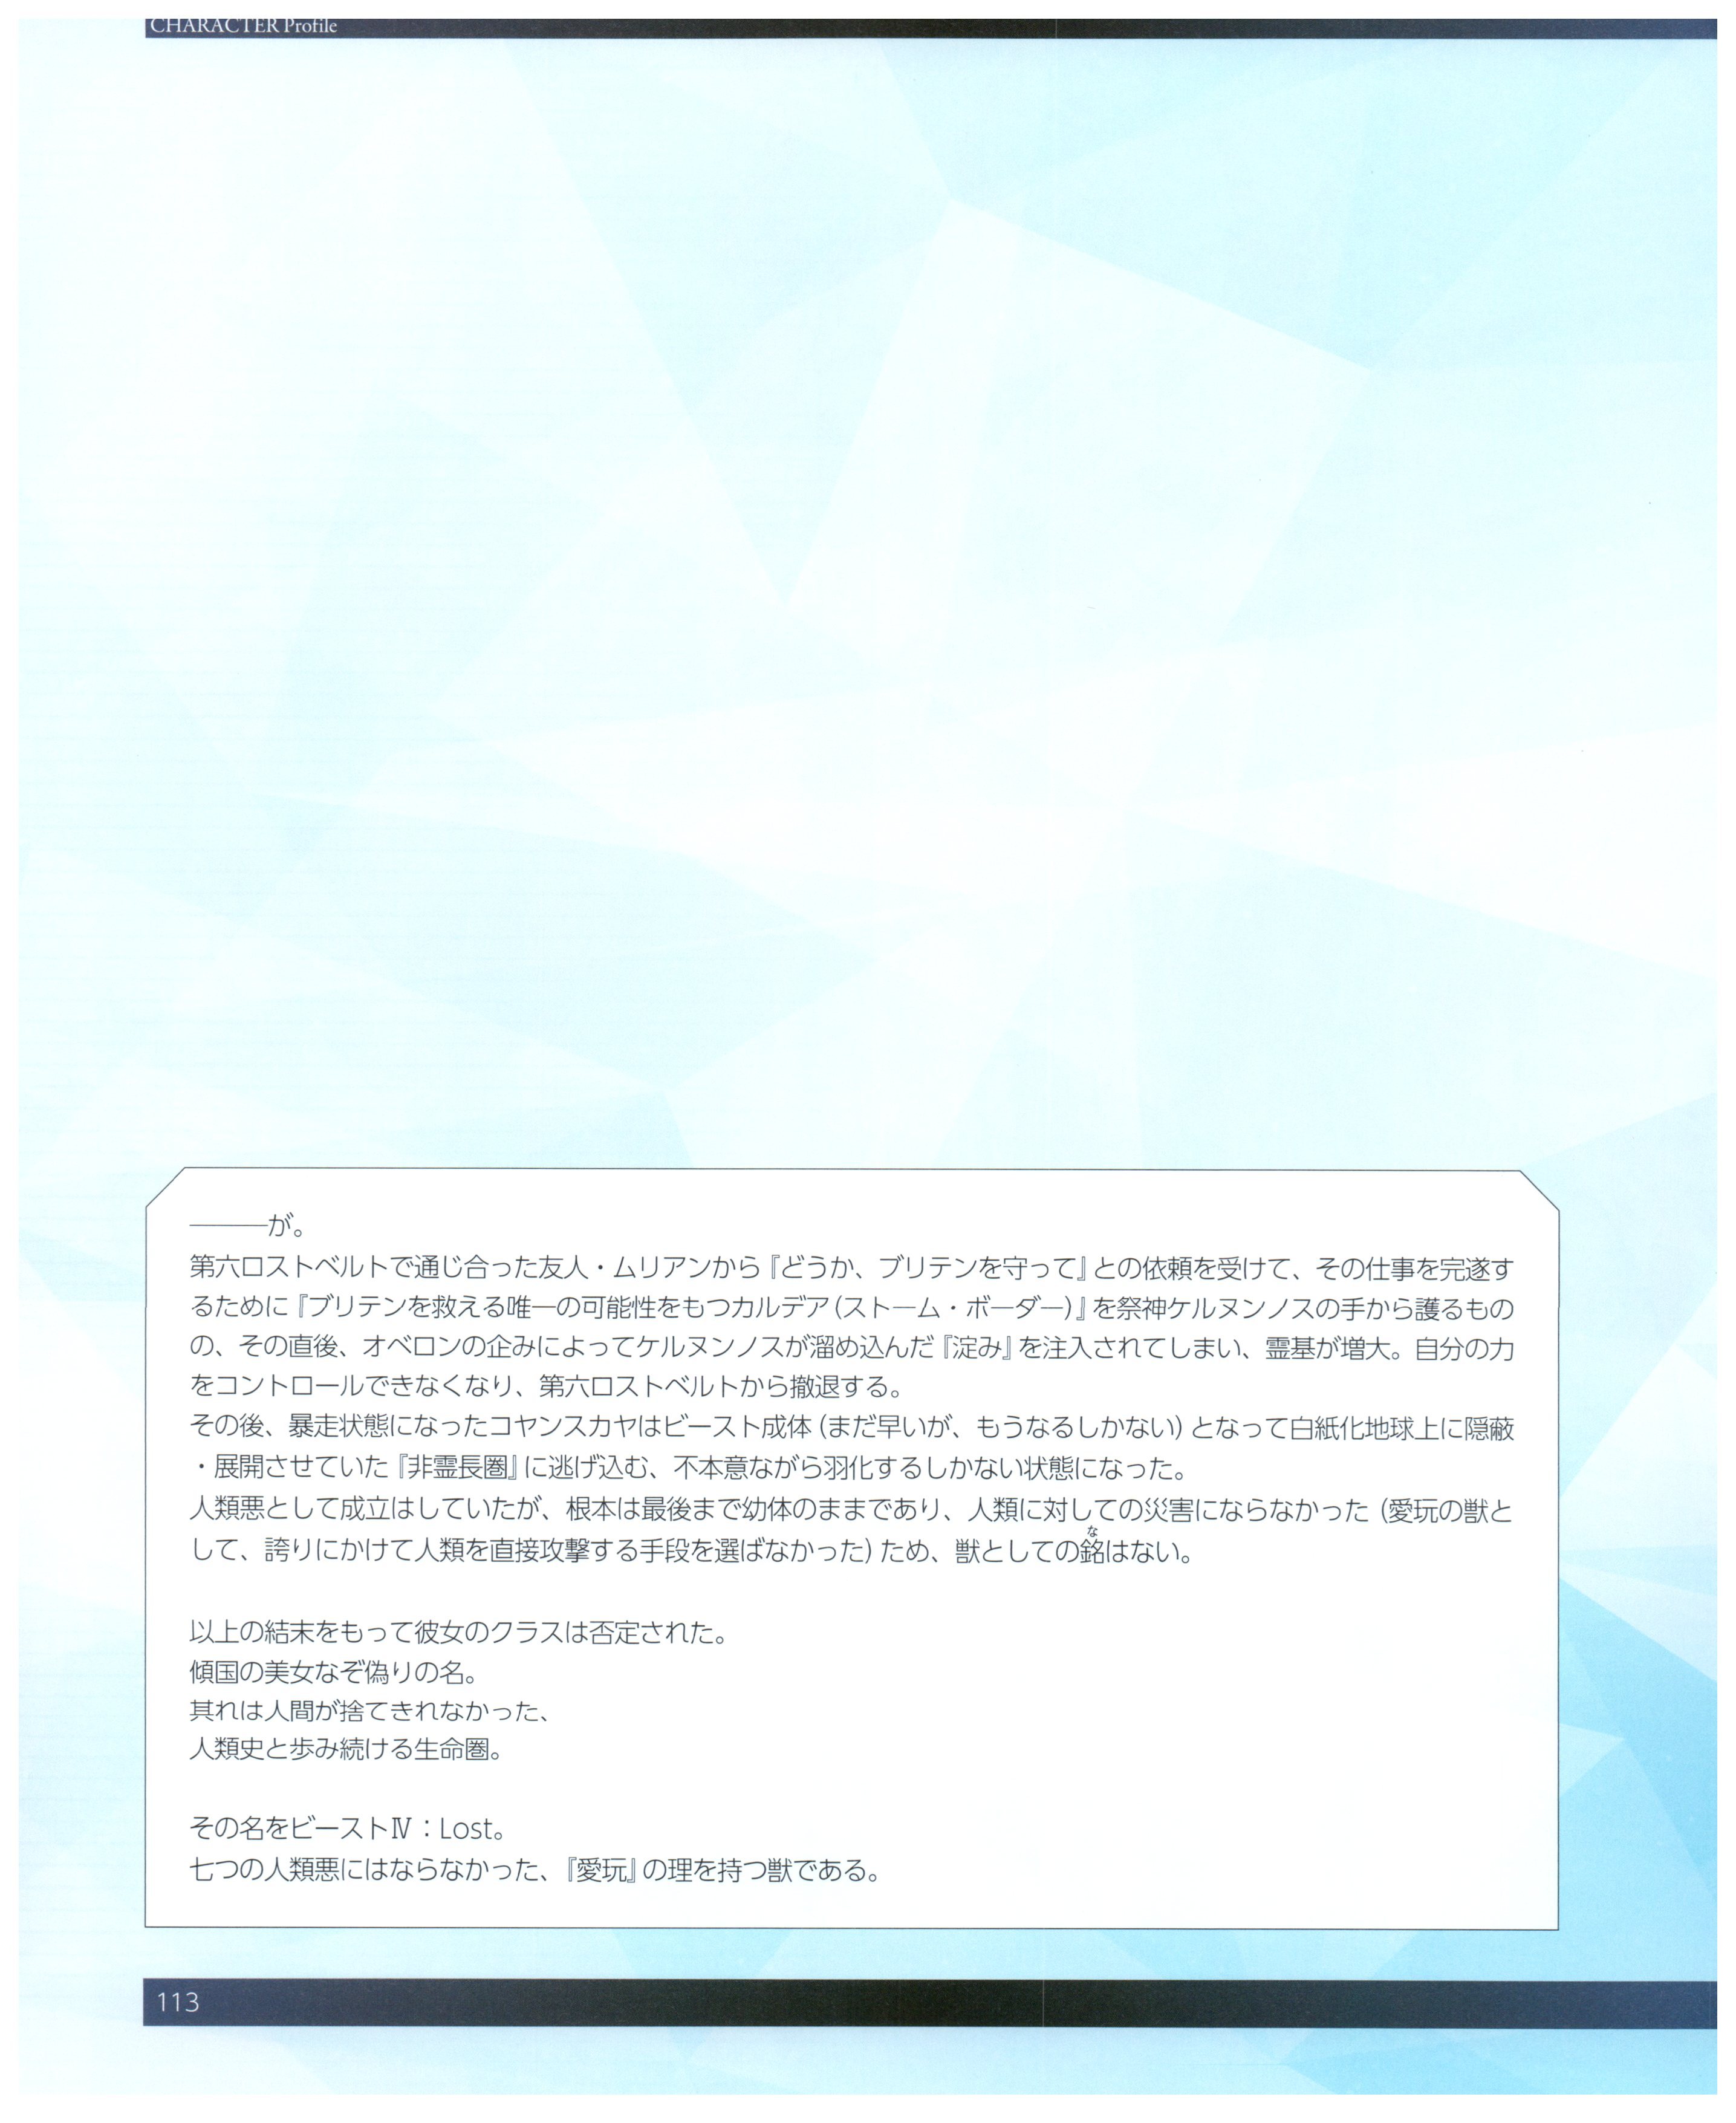 CHARACTER Profile
―――が。
第六ロストベルトで通じ合った友人・ムリアンから『どうか、ブリテンを守って』との依頼を受けて、その仕事を完遂す
るために『ブリテンを救える唯一の可能性をもつカルデア(ストーム・ボーダー)』を祭神ケルヌンノスの手から護るもの
の、その直後、オベロンの企みによってケルヌンノスが溜め込んだ『淀み』を注入されてしまい、霊基が増大。自分の力
をコントロールできなくなり、第六ロストベルトから撤退する。
その後、暴走状態になったコヤンスカヤはビースト成体(まだ早いが、もうなるしかない)となって白紙化地球上に隠蔽
・展開させていた『非霊長圏』に逃げ込む、不本意ながら羽化するしかない状態になった。
人類悪として成立はしていたが、根本は最後まで幼体のままであり、人類に対しての災害にならなかった(愛玩の獣と
な
して、誇りにかけて人類を直接攻撃する手段を選ばなかった)ため、獣としての銘はない。
以上の結末をもって彼女のクラスは否定された。
傾国の美女なぞ偽りの名。
其れは人間が捨てきれなかった、
人類史と歩み続ける生命圏。
その名をビーストⅣ:Lost。
七つの人類悪にはならなかった、『愛玩』の理を持つ獣である。
113